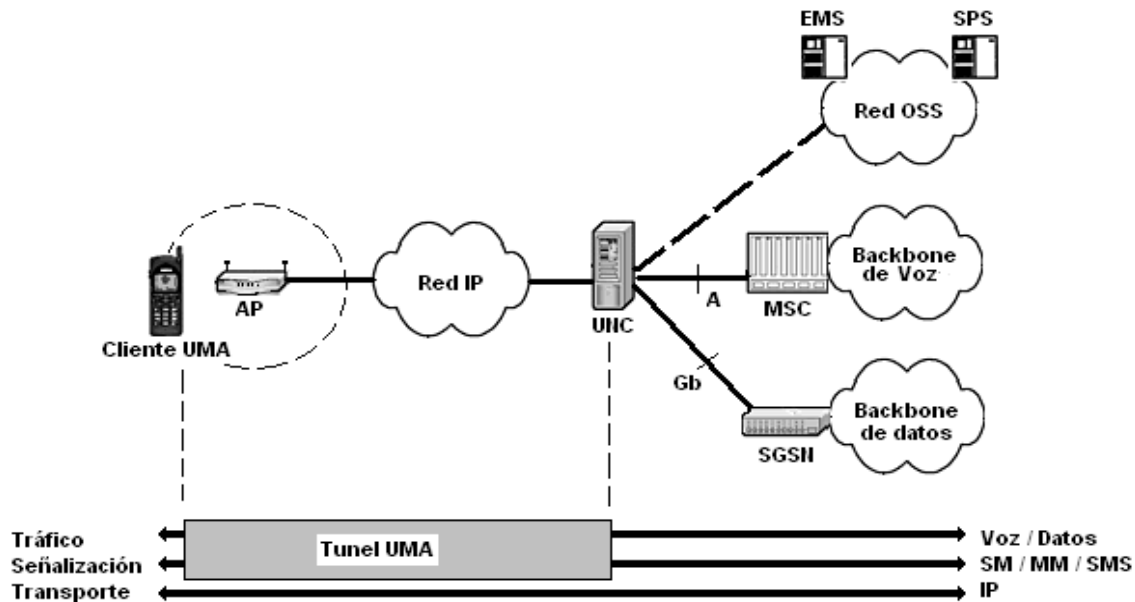 EMS SPS
Red OSS
Backbone
de Voz
Red IP
AP
A
MSC
UNC
Cliente UMA
Gb
Backbone
de datos
SGSN
Tráfico
Tunel UMA
Voz / Datos
Señalización
SM / MM / SMS
Transporte
IP